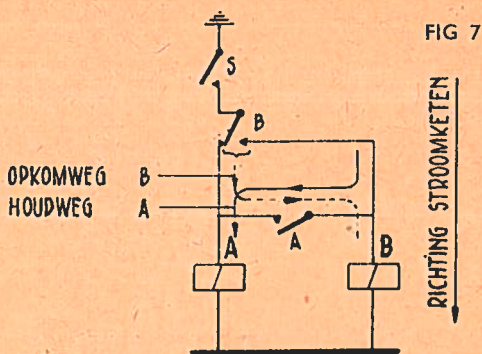 FIG 7
S
B
OPKOMWEG B
HOUDWEG A
A
A
B
RICHTING STROOMKETEN